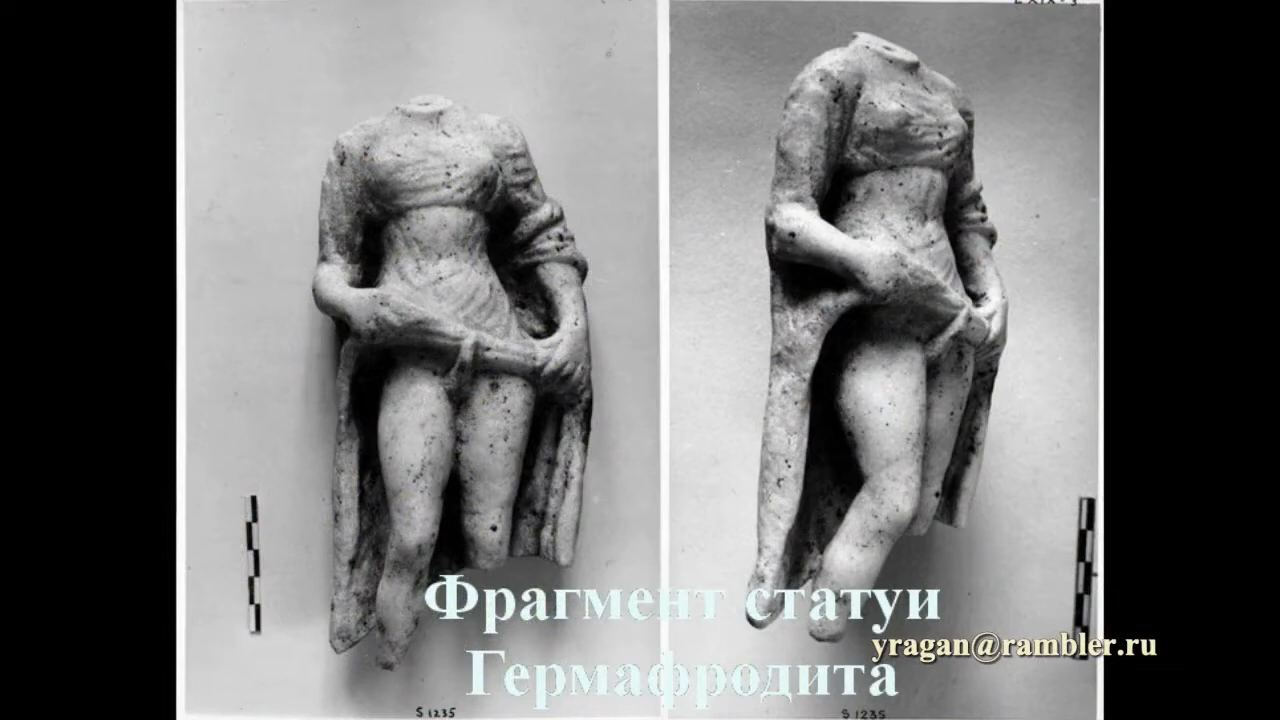 Фрагмент статуи
yragan@rambler.ru
Гермафродита
S 1235
S 1235